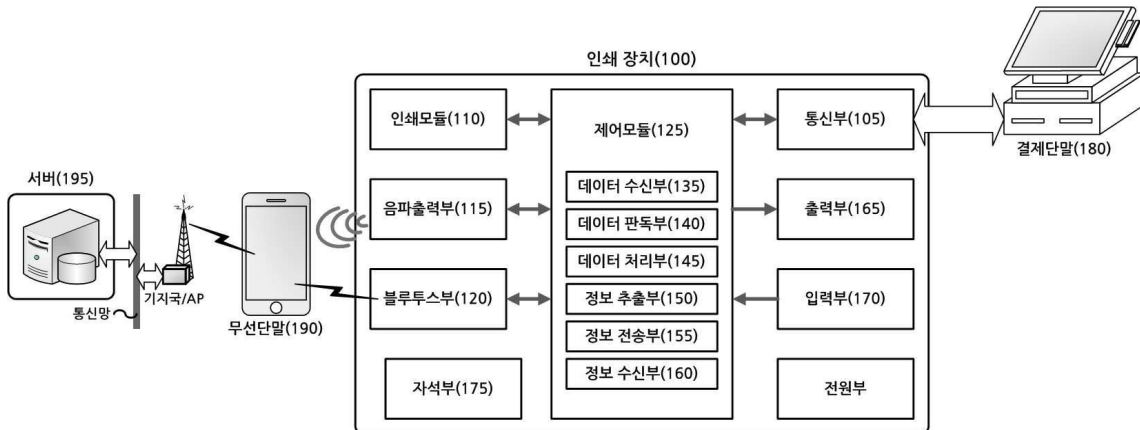 인쇄 장치(100)
인쇄모듈(110)
제어모듈(125)
통신부(105)
결제단말(180)
서버(195)
음파출력부(115)
데이터 수신부(135)
데이터 판독부(140)
데이터 처리부(145)
정보 추출부(150)
정보 전송부(155)
정보 수신부(160)
출력부(165)
블루투스부(120)
입력부(170)
기지국/AP
통신망
무선단말(190)
자석부(175)
전원부